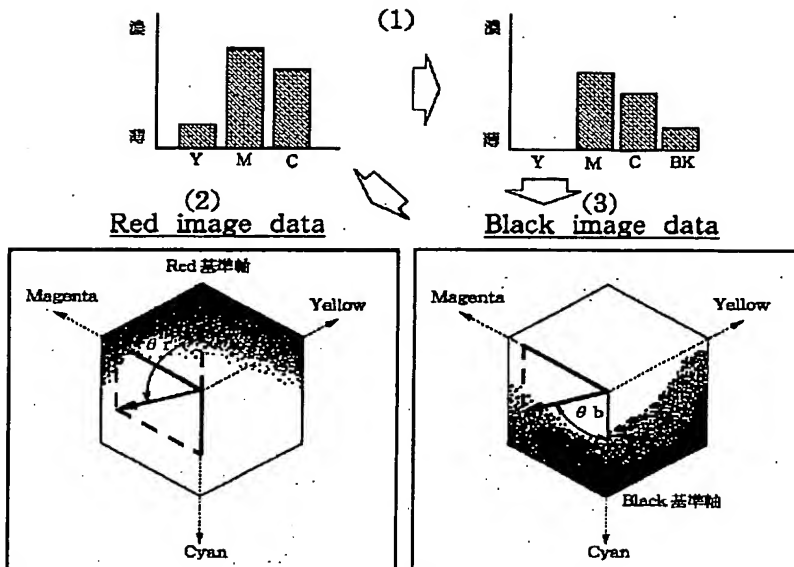 (1)
濃
薄
Y M C
濃
薄
Y M C BK
(2)
Red image data
Red 基準軸
Magenta
Yellow
θ r
Cyan
(3)
Black image data
Magenta
Yellow
θ b
Black 基準軸
Cyan